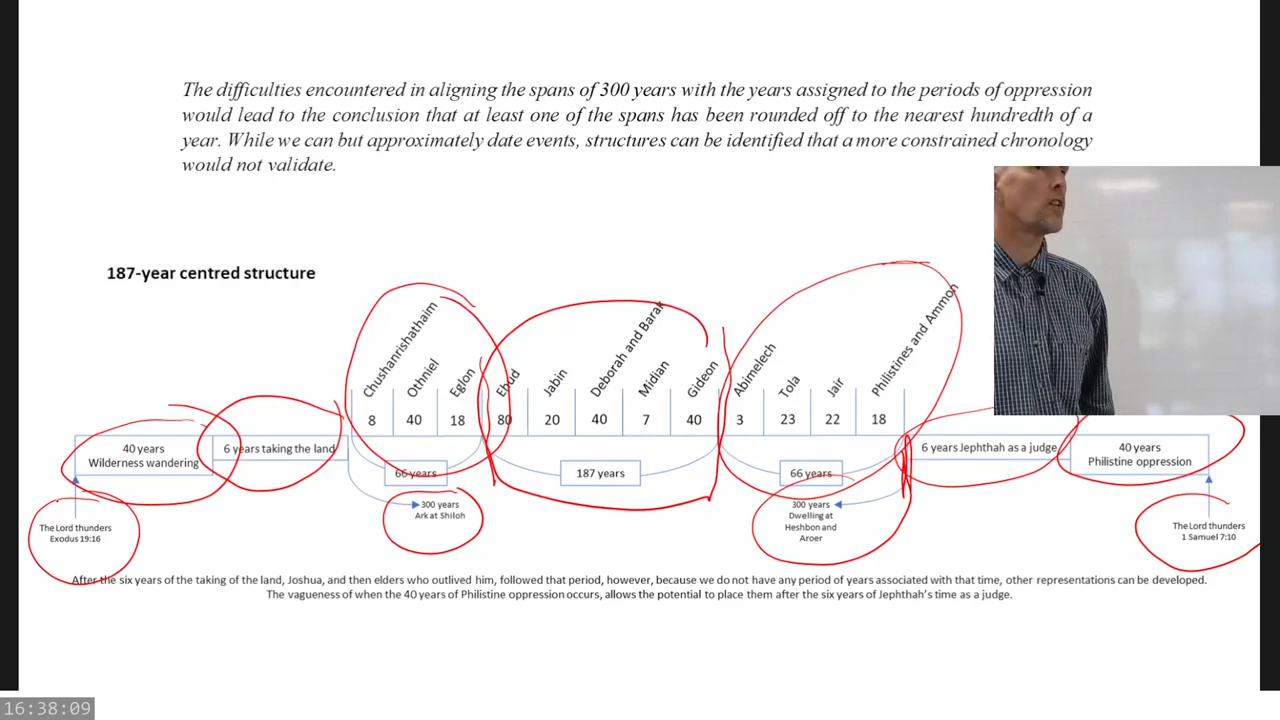 The difficulties encountered in aligning the spans of 300 years with the years assigned to the periods of oppression
would lead to the conclusion that at least one of the spans has been rounded off to the nearest hundredth of a
year. While we can but approximately date events, structures can be identified that a more constrained chronology
would not validate.
187-year centred structure
Chushanrishathaim
Othniel
Eglon
Ehud
Jabin
Deborah and Barak
Midian
Gideon
Abimelech
Tola
Jair
Philistines and Ammon
8 40 18 80 20 40 7 40 3 23 22 18
40 years
Wilderness wandering
6 years taking the land
66 years
187 years
66 years
6 years Jephthah as a judge
40 years
Philistine oppression
The Lord thunders
Exodus 19:16
300 years
Ark at Shiloh
300 years
Dwelling at
Heshbon and
Aroer
The Lord thunders
1 Samuel 7:10
After the six years of the taking of the land, Joshua, and then elders who outlived him, followed that period, however, because we do not have any period of years associated with that time, other representations can be developed.
The vagueness of when the 40 years of Philistine oppression occurs, allows the potential to place them after the six years of Jephthah's time as a judge.
16:38:09